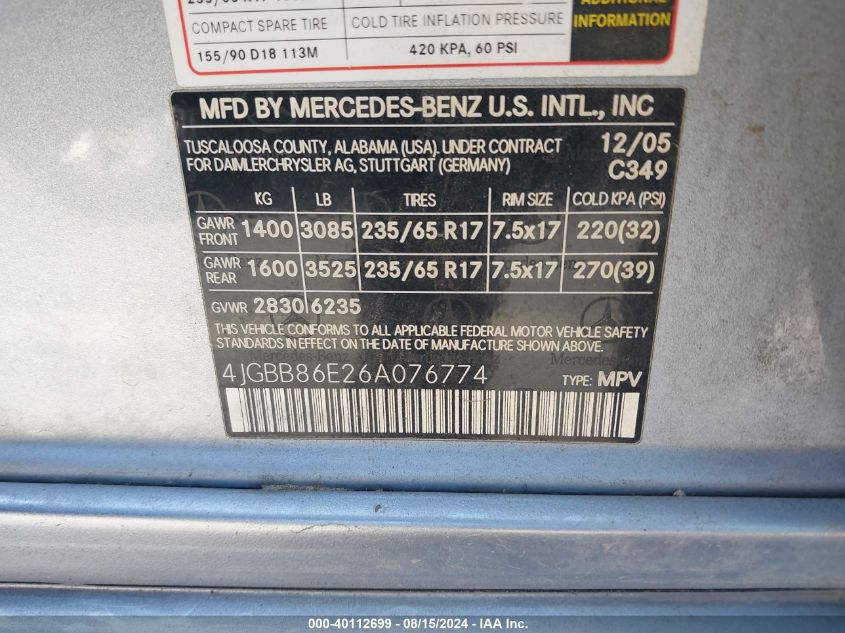 COMPACT SPARE TIRE COLD TIRE INFLATION PRESSURE
ADDITIONAL
INFORMATION
155/90 D18 113M 420 KPA, 60 PSI
MFD BY MERCEDES-BENZ U.S. INTL., INC
TUSCALOOSA COUNTY, ALABAMA (USA). UNDER CONTRACT 12/05
FOR DAIMLERCHRYSLER AG, STUTTGART (GERMANY) C349
KG LB TIRES RIM SIZE COLD KPA (PSI)
GAWR FRONT 1400 3085 235/65 R17 7.5x17 220(32)
GAWR REAR 1600 3525 235/65 R17 7.5x17 270(39)
GVWR 2830 6235
THIS VEHICLE CONFORMS TO ALL APPLICABLE FEDERAL MOTOR VEHICLE SAFETY
STANDARDS IN EFFECT ON THE DATE OF MANUFACTURE SHOWN ABOVE.
4JGBB86E26A076774 TYPE: MPV
000-40112699 - 08/15/2024 - IAA Inc.